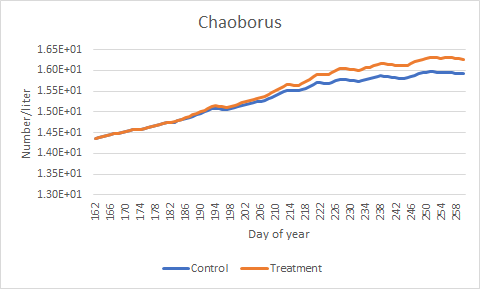 Chaoborus
Number/liter
1.65E+01
1.60E+01
1.55E+01
1.50E+01
1.45E+01
1.40E+01
1.35E+01
1.30E+01
162 166 170 174 178 182 186 190 194 198 202 206 210 214 218 222 226 230 234 238 242 246 250 254 258
Day of year
Control Treatment